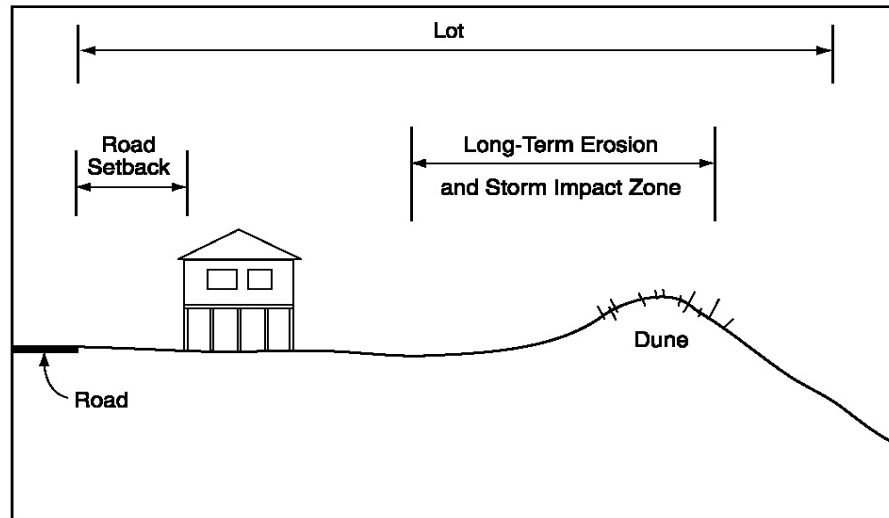 Lot
Road
Setback
Long-Term Erosion
and Storm Impact Zone
Dune
Road